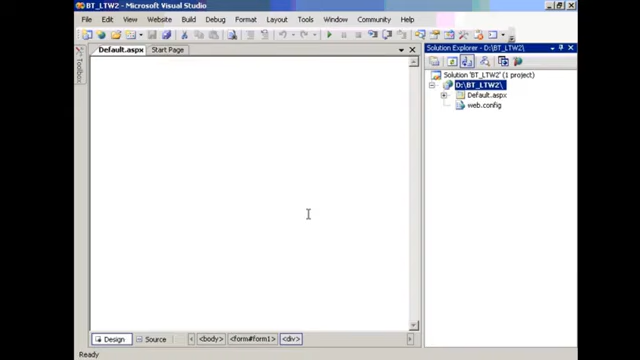 BT_LTW2 - Microsoft Visual Studio
File Edit View Website Build Debug Format Layout Tools Window Community Help
Default.aspx Start Page
Solution Explorer - D:\BT_LTW2\
Toolbox
Solution 'BT_LTW2' (1 project)
D:\BT_LTW2\
Default.aspx
web.config
Design Source <body> <form#form1> <div>
Ready